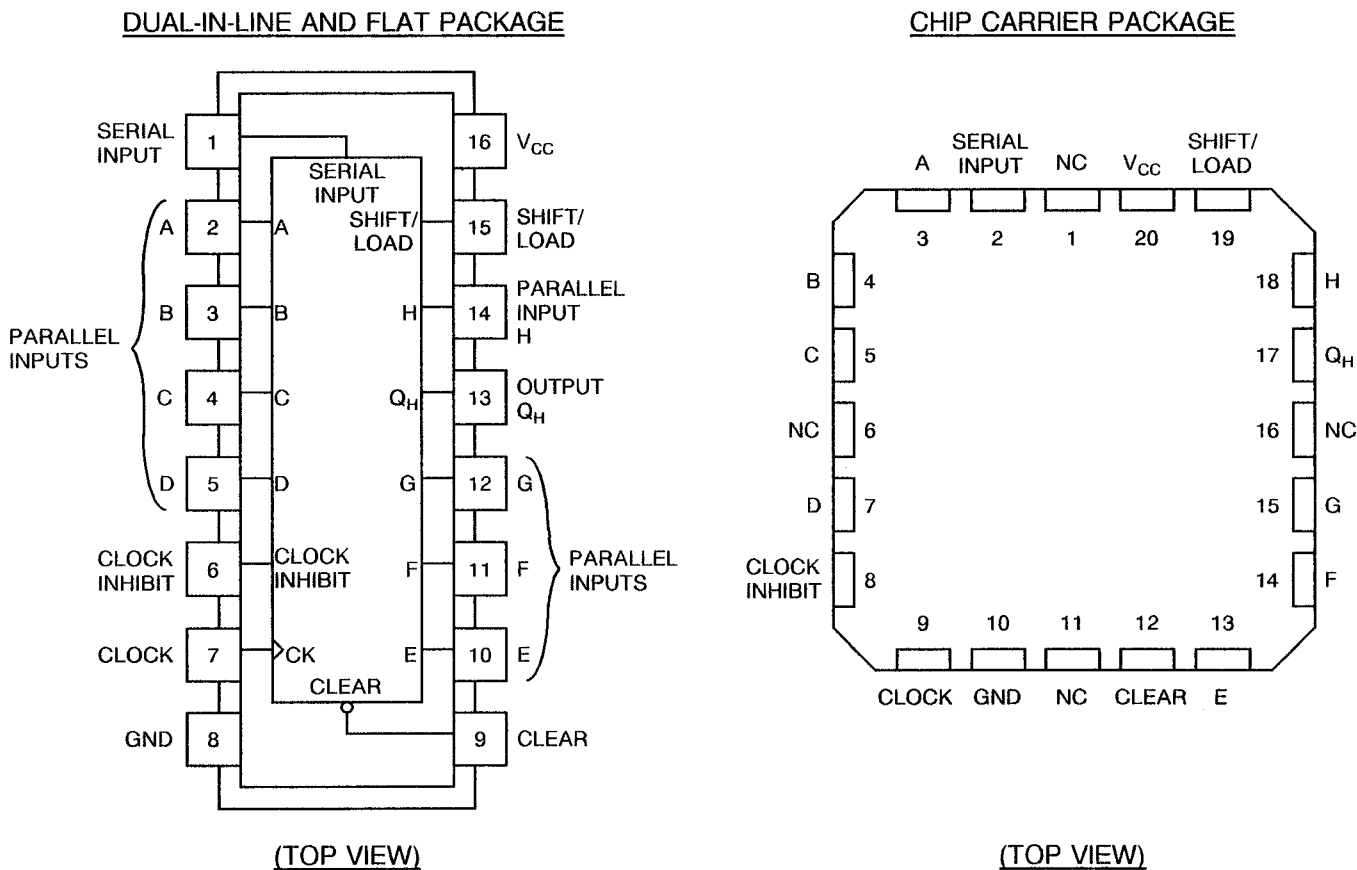 DUAL-IN-LINE AND FLAT PACKAGE
SERIAL
INPUT
1
16
VCC
SERIAL
INPUT
A
2
A
SHIFT/
LOAD
15
SHIFT/
LOAD
B
3
B
H
14
PARALLEL
INPUT
H
PARALLEL
INPUTS
C
4
C
QH
13
OUTPUT
QH
D
5
D
G
12
G
CLOCK
INHIBIT
6
CLOCK
INHIBIT
F
11
F
PARALLEL
INPUTS
CLOCK
7
CK
E
10
E
CLEAR
GND
8
9
CLEAR
(TOP VIEW)
CHIP CARRIER PACKAGE
A
SERIAL
INPUT
NC
VCC
SHIFT/
LOAD
3
2
1
20
19
B
4
18
H
C
5
17
QH
NC
6
16
NC
D
7
15
G
CLOCK
INHIBIT
8
14
F
9
10
11
12
13
CLOCK
GND
NC
CLEAR
E
(TOP VIEW)